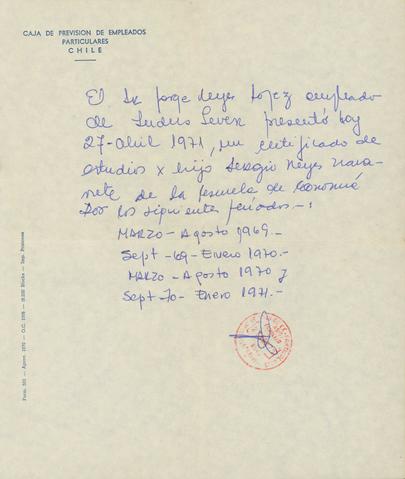 CAJA DE PREVISION DE EMPLEADOS
PARTICULARES
CHILE
El Sr Jorge Reyes López empleado
de Indus Lever presentó hoy
27-abril 1971, un certificado de
estudios x hijo Sergio Reyes Nava-
rrete de la Escuela de Economía
Por los siguientes períodos - :
MARZO - Agosto 1969.-
Sept - 69 - Enero 1970.-
MARZO - Agosto 1970 y
Sept - 70 - Enero 1971.-